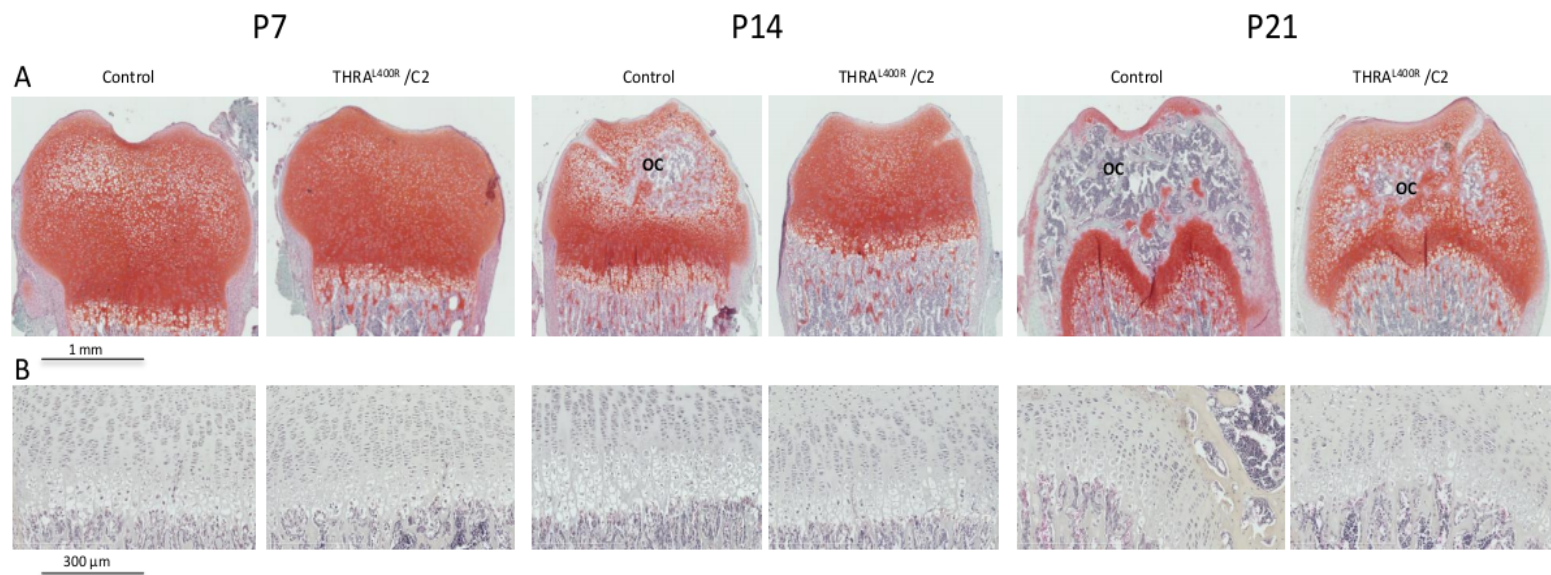 P7 P14 P21
A Control THRA^L400R /C2 Control THRA^L400R /C2 Control THRA^L400R /C2
OC OC OC
1 mm
B
300 µm